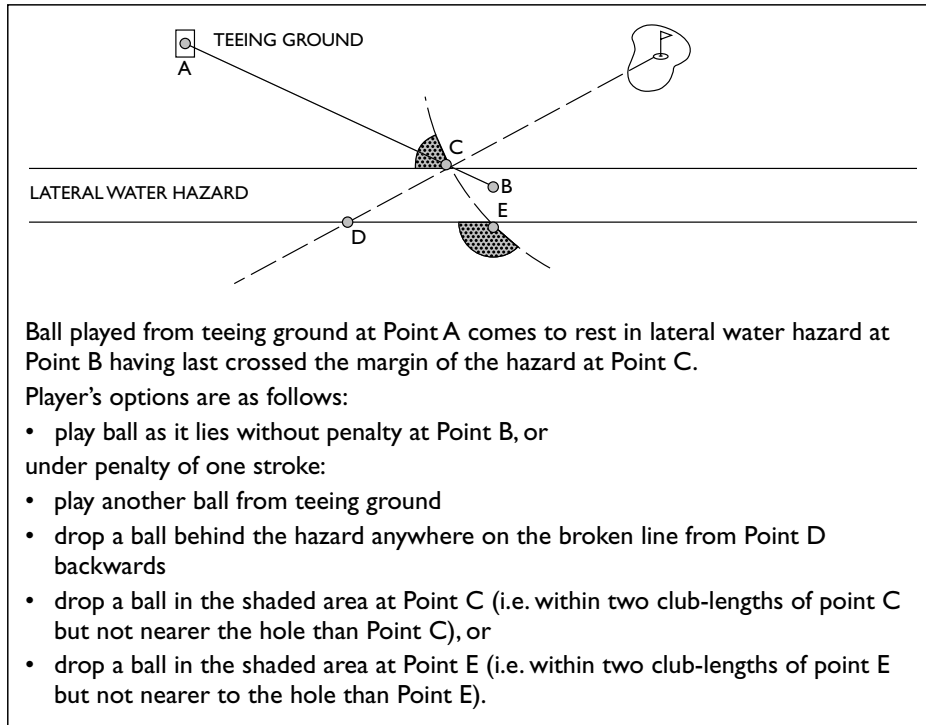 TEEING GROUND
A
C
B
LATERAL WATER HAZARD
E
D
Ball played from teeing ground at Point A comes to rest in lateral water hazard at
Point B having last crossed the margin of the hazard at Point C.
Player’s options are as follows:
• play ball as it lies without penalty at Point B, or
under penalty of one stroke:
• play another ball from teeing ground
• drop a ball behind the hazard anywhere on the broken line from Point D
backwards
• drop a ball in the shaded area at Point C (i.e. within two club-lengths of point C
but not nearer the hole than Point C), or
• drop a ball in the shaded area at Point E (i.e. within two club-lengths of point E
but not nearer to the hole than Point E).